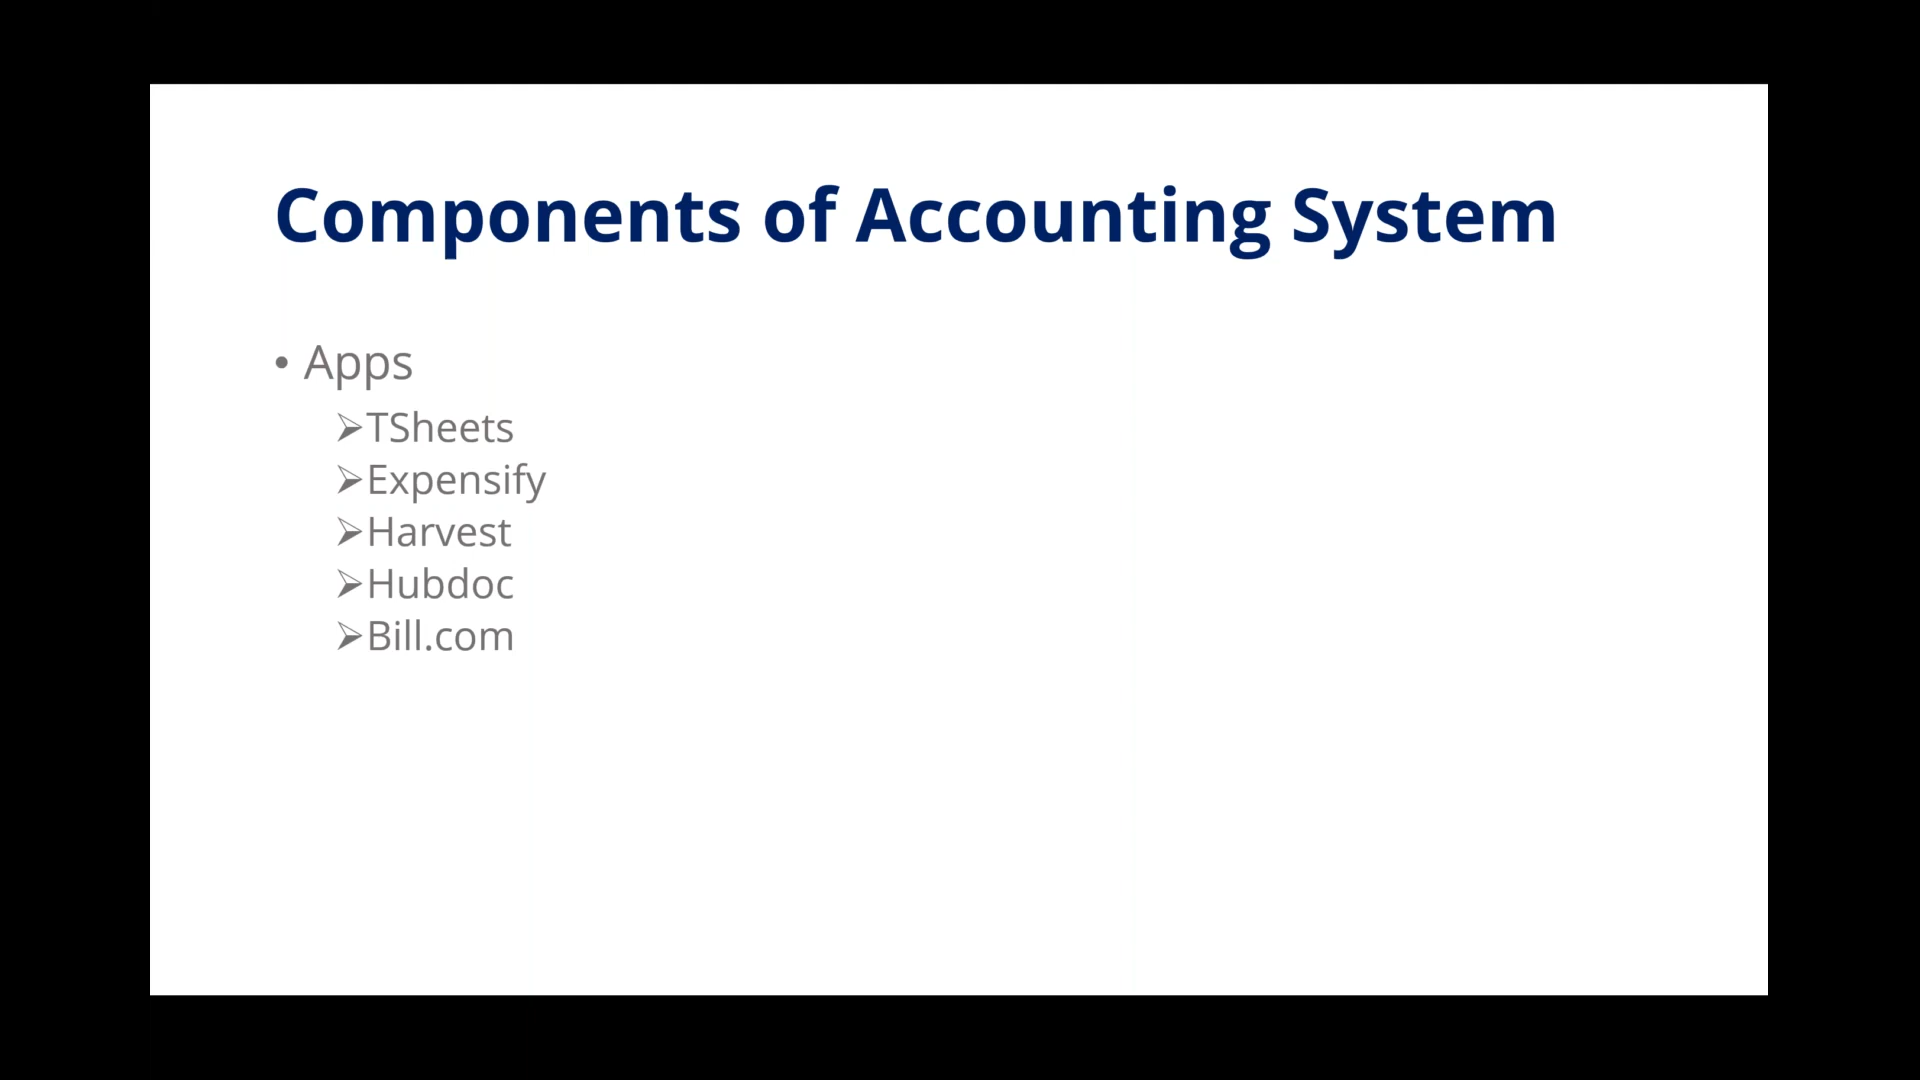 Components of Accounting System
• Apps
➢TSheets
➢Expensify
➢Harvest
➢Hubdoc
➢Bill.com